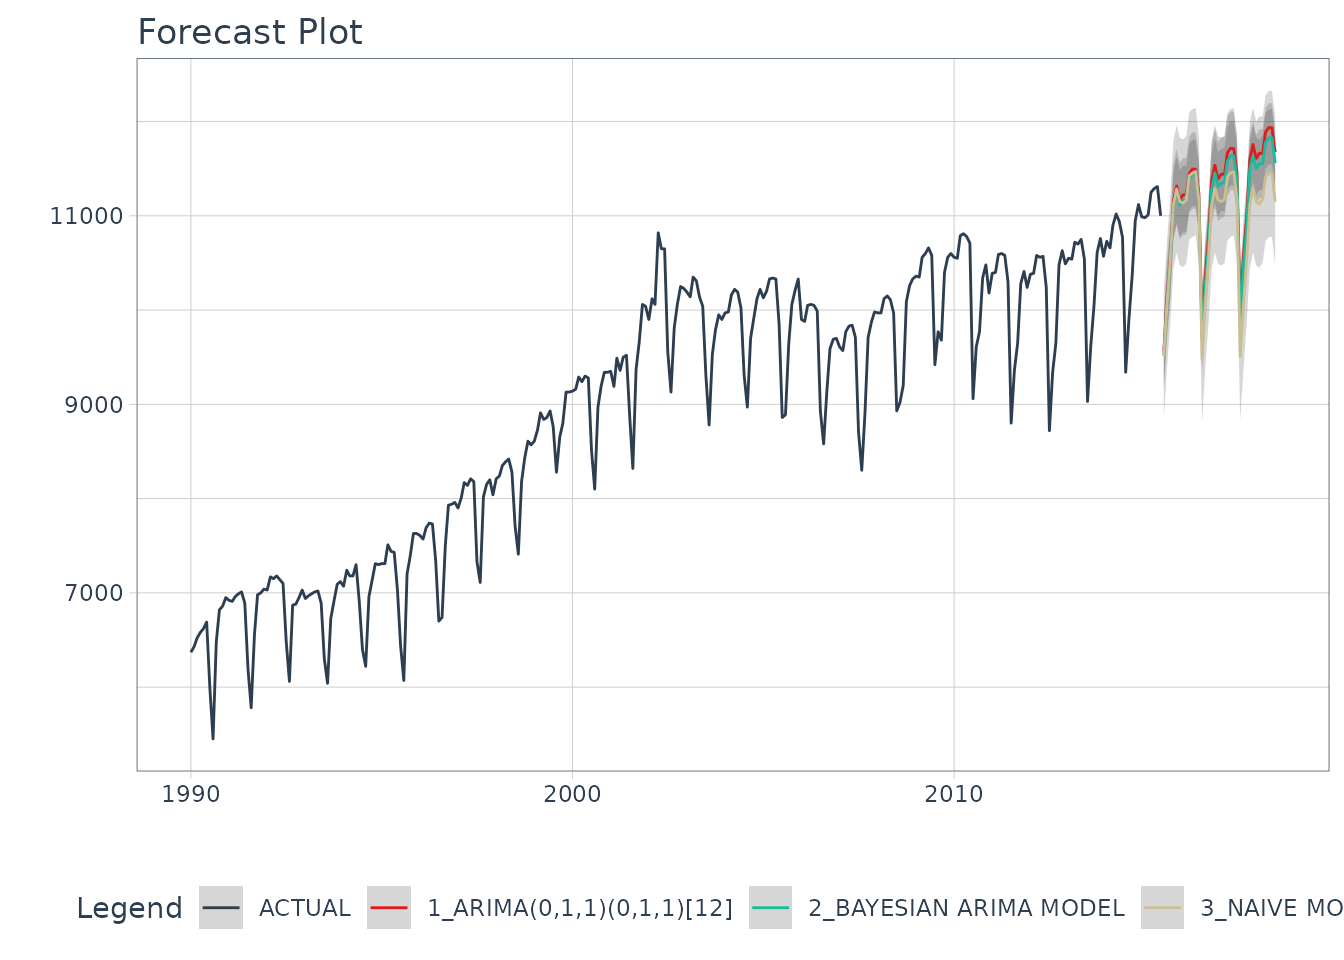 Forecast Plot
11000
9000
7000
1990 2000 2010
Legend ACTUAL 1_ARIMA(0,1,1)(0,1,1)[12] 2_BAYESIAN ARIMA MODEL 3_NAIVE MO